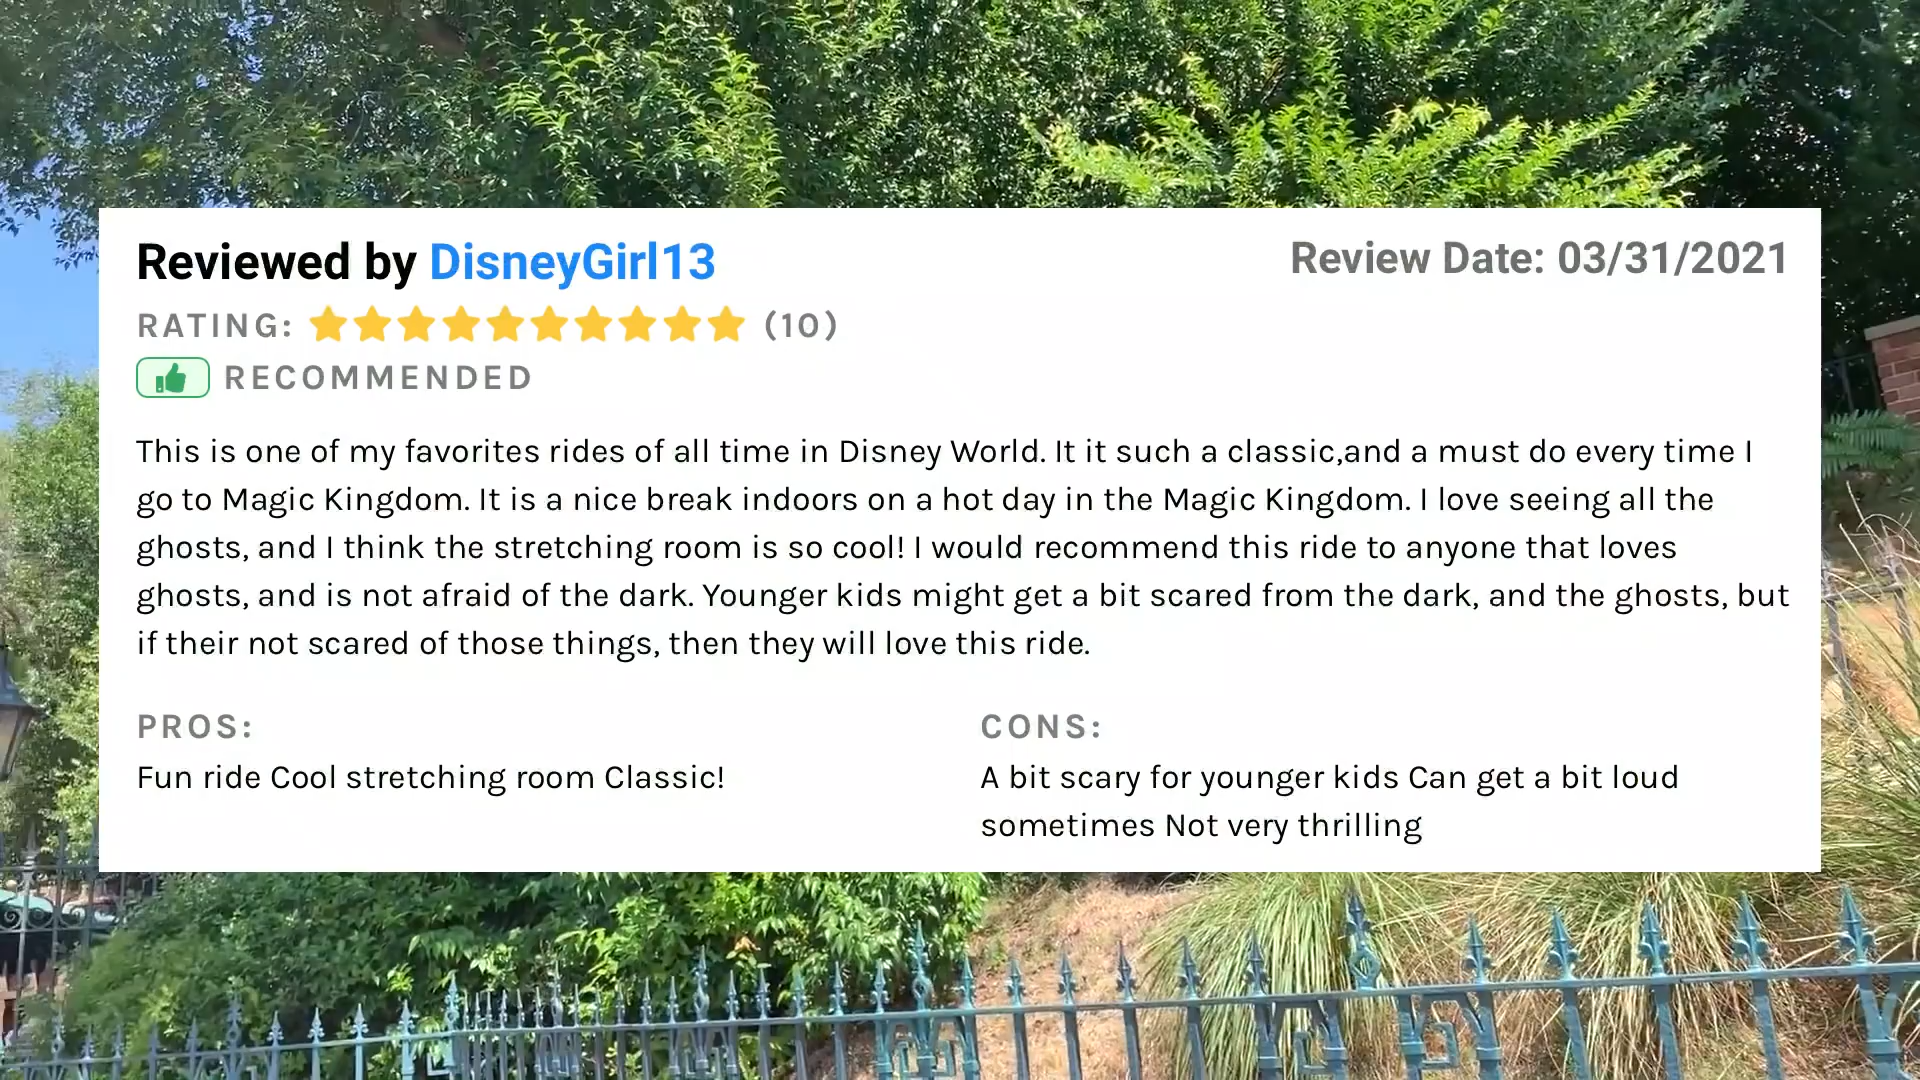 Reviewed by DisneyGirl13
Review Date: 03/31/2021
RATING: (10)
RECOMMENDED
This is one of my favorites rides of all time in Disney World. It it such a classic,and a must do every time I
go to Magic Kingdom. It is a nice break indoors on a hot day in the Magic Kingdom. I love seeing all the
ghosts, and I think the stretching room is so cool! I would recommend this ride to anyone that loves
ghosts, and is not afraid of the dark. Younger kids might get a bit scared from the dark, and the ghosts, but
if their not scared of those things, then they will love this ride.
PROS:
Fun ride Cool stretching room Classic!
CONS:
A bit scary for younger kids Can get a bit loud
sometimes Not very thrilling